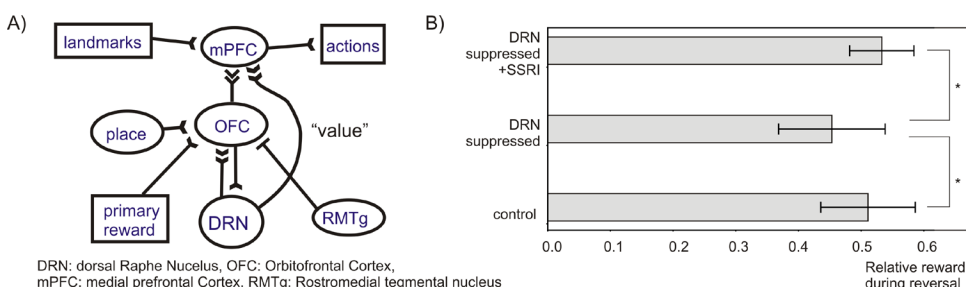 A)
landmarks
mPFC
actions
place
OFC
"value"
primary
reward
DRN
RMTg
DRN: dorsal Raphe Nucelus, OFC: Orbitofrontal Cortex,
mPFC: medial prefrontal Cortex, RMTg: Rostromedial tegmental nucleus
B)
DRN
suppressed
+SSRI
*
DRN
suppressed
*
control
0.0 0.1 0.2 0.3 0.4 0.5 0.6
Relative reward
during reversal